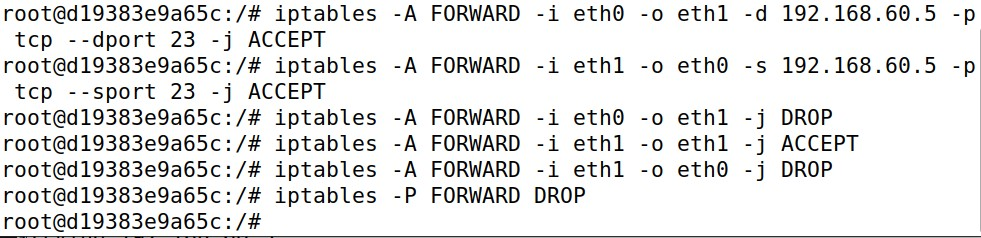 root@d19383e9a65c:/# iptables -A FORWARD -i eth0 -o eth1 -d 192.168.60.5 -p
tcp --dport 23 -j ACCEPT
root@d19383e9a65c:/# iptables -A FORWARD -i eth1 -o eth0 -s 192.168.60.5 -p
tcp --sport 23 -j ACCEPT
root@d19383e9a65c:/# iptables -A FORWARD -i eth0 -o eth1 -j DROP
root@d19383e9a65c:/# iptables -A FORWARD -i eth1 -o eth1 -j ACCEPT
root@d19383e9a65c:/# iptables -A FORWARD -i eth1 -o eth0 -j DROP
root@d19383e9a65c:/# iptables -P FORWARD DROP
root@d19383e9a65c:/#